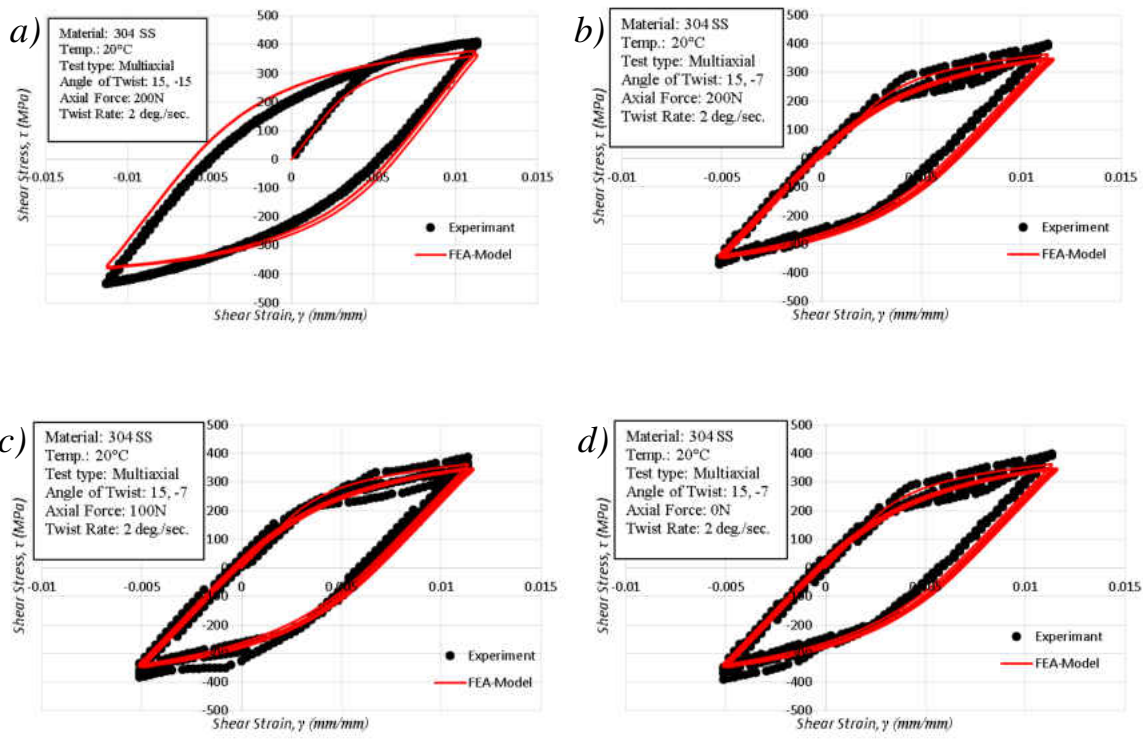 a)
Material: 304 SS
Temp.: 20°C
Test type: Multiaxial
Angle of Twist: 15, -15
Axial Force: 200N
Twist Rate: 2 deg./sec.
Shear Stress, τ (MPa)
500
400
300
200
100
0
-100
-200
-300
-400
-500
-0.015
-0.01
-0.005
0
0.005
0.01
0.015
Experimant
FEA-Model
Shear Strain, γ (mm/mm)
b)
Material: 304 SS
Temp.: 20°C
Test type: Multiaxial
Angle of Twist: 15, -7
Axial Force: 200N
Twist Rate: 2 deg./sec.
Shear Stress, τ (MPa)
500
400
300
200
100
0
-100
-200
-300
-400
-500
-0.01
-0.005
0
0.005
0.01
0.015
Experimant
FEA-Model
Shear Strain, γ (mm/mm)
c)
Material: 304 SS
Temp.: 20°C
Test type: Multiaxial
Angle of Twist: 15, -7
Axial Force: 100N
Twist Rate: 2 deg./sec.
Shear Stress, τ (MPa)
500
400
300
200
100
0
-100
-200
-300
-400
-500
-0.01
-0.005
0
0.005
0.01
0.015
Experiment
FEA-Model
Shear Strain, γ (mm/mm)
d)
Material: 304 SS
Temp.: 20°C
Test type: Multiaxial
Angle of Twist: 15, -7
Axial Force: 0N
Twist Rate: 2 deg./sec.
Shear Stress, τ (MPa)
500
400
300
200
100
0
-100
-200
-300
-400
-500
-0.01
-0.005
0
0.005
0.01
0.015
Experimant
FEA-Model
Shear Strain, γ (mm/mm)